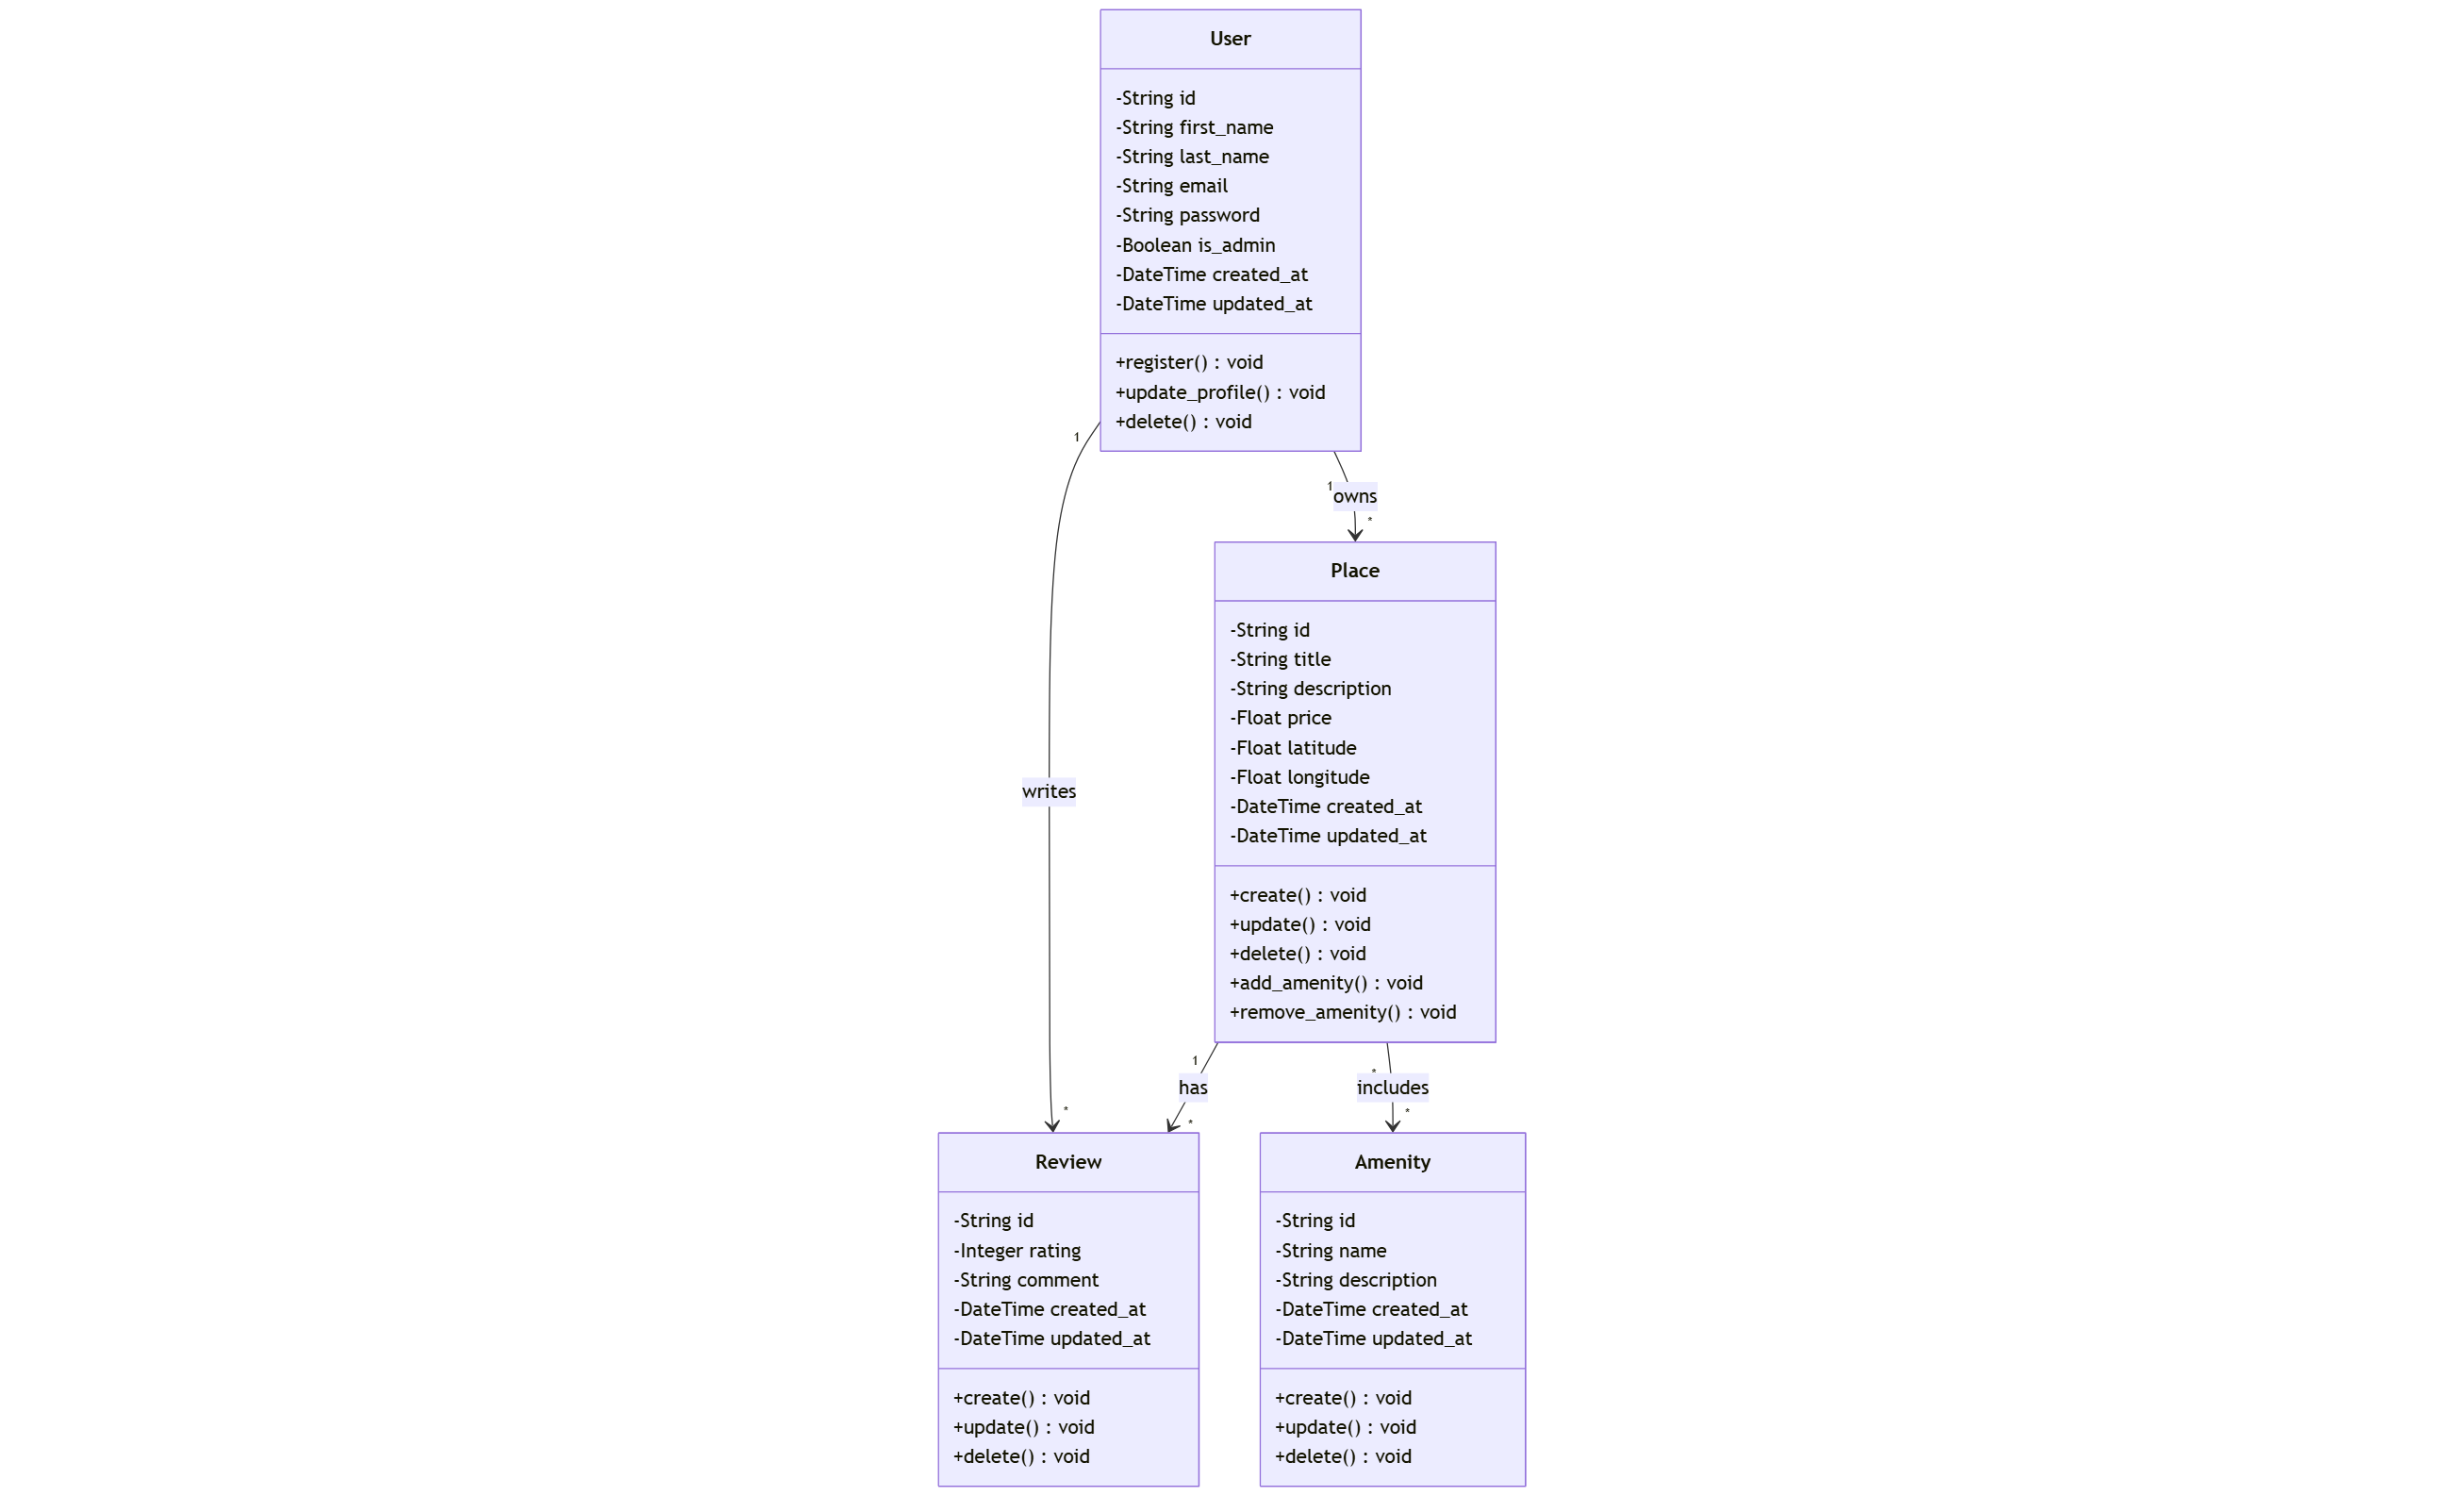 User
-String id
-String first_name
-String last_name
-String email
-String password
-Boolean is_admin
-DateTime created_at
-DateTime updated_at
+register() : void
+update_profile() : void
+delete() : void
1
1
owns
*
Place
-String id
-String title
-String description
-Float price
-Float latitude
-Float longitude
-DateTime created_at
-DateTime updated_at
+create() : void
+update() : void
+delete() : void
+add_amenity() : void
+remove_amenity() : void
writes
*
1
has
*
*
includes
*
Review
-String id
-Integer rating
-String comment
-DateTime created_at
-DateTime updated_at
+create() : void
+update() : void
+delete() : void
Amenity
-String id
-String name
-String description
-DateTime created_at
-DateTime updated_at
+create() : void
+update() : void
+delete() : void